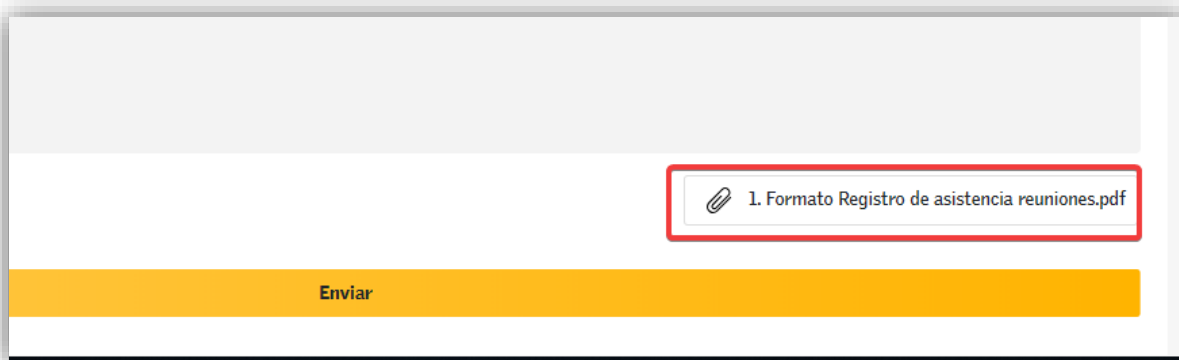 1. Formato Registro de asistencia reuniones.pdf
Enviar